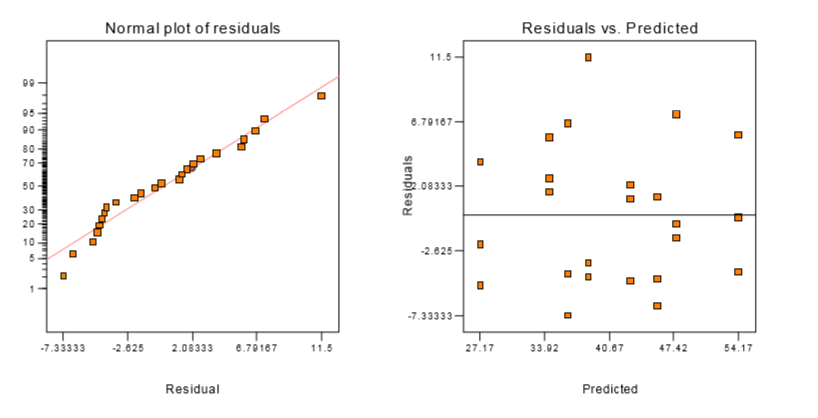 Normal plot of residuals
99
95
90
80
70
50
30
20
10
5
1
-7.33333 -2.625 2.08333 6.79167 11.5
Residual
Residuals vs. Predicted
Residuals
11.5
6.79167
2.08333
-2.625
-7.33333
27.17 33.92 40.67 47.42 54.17
Predicted